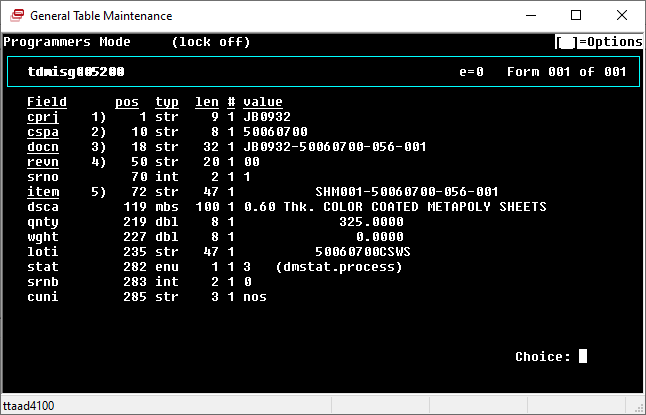 General Table Maintenance
Programmers Mode (lock off) [ ]=Options
e=0 Form 001 of 001
Field pos typ len # value
cprj 1) 1 str 9 1 JB0932
cspa 2) 10 str 8 1 50060700
docn 3) 18 str 32 1 JB0932-50060700-056-001
revn 4) 50 str 20 1 00
srno 70 int 2 1 1
item 5) 72 str 47 1 SHM001-50060700-056-001
dsca 119 mbs 100 1 0.60 Thk. COLOR COATED METAPOLY SHEETS
qnty 219 dbl 8 1 325.0000
wght 227 dbl 8 1 0.0000
loti 235 str 47 1 50060700CSWS
stat 282 enu 1 1 3 (dmstat.process)
srnb 283 int 2 1 0
cuni 285 str 3 1 nos
Choice:
ttaad4100